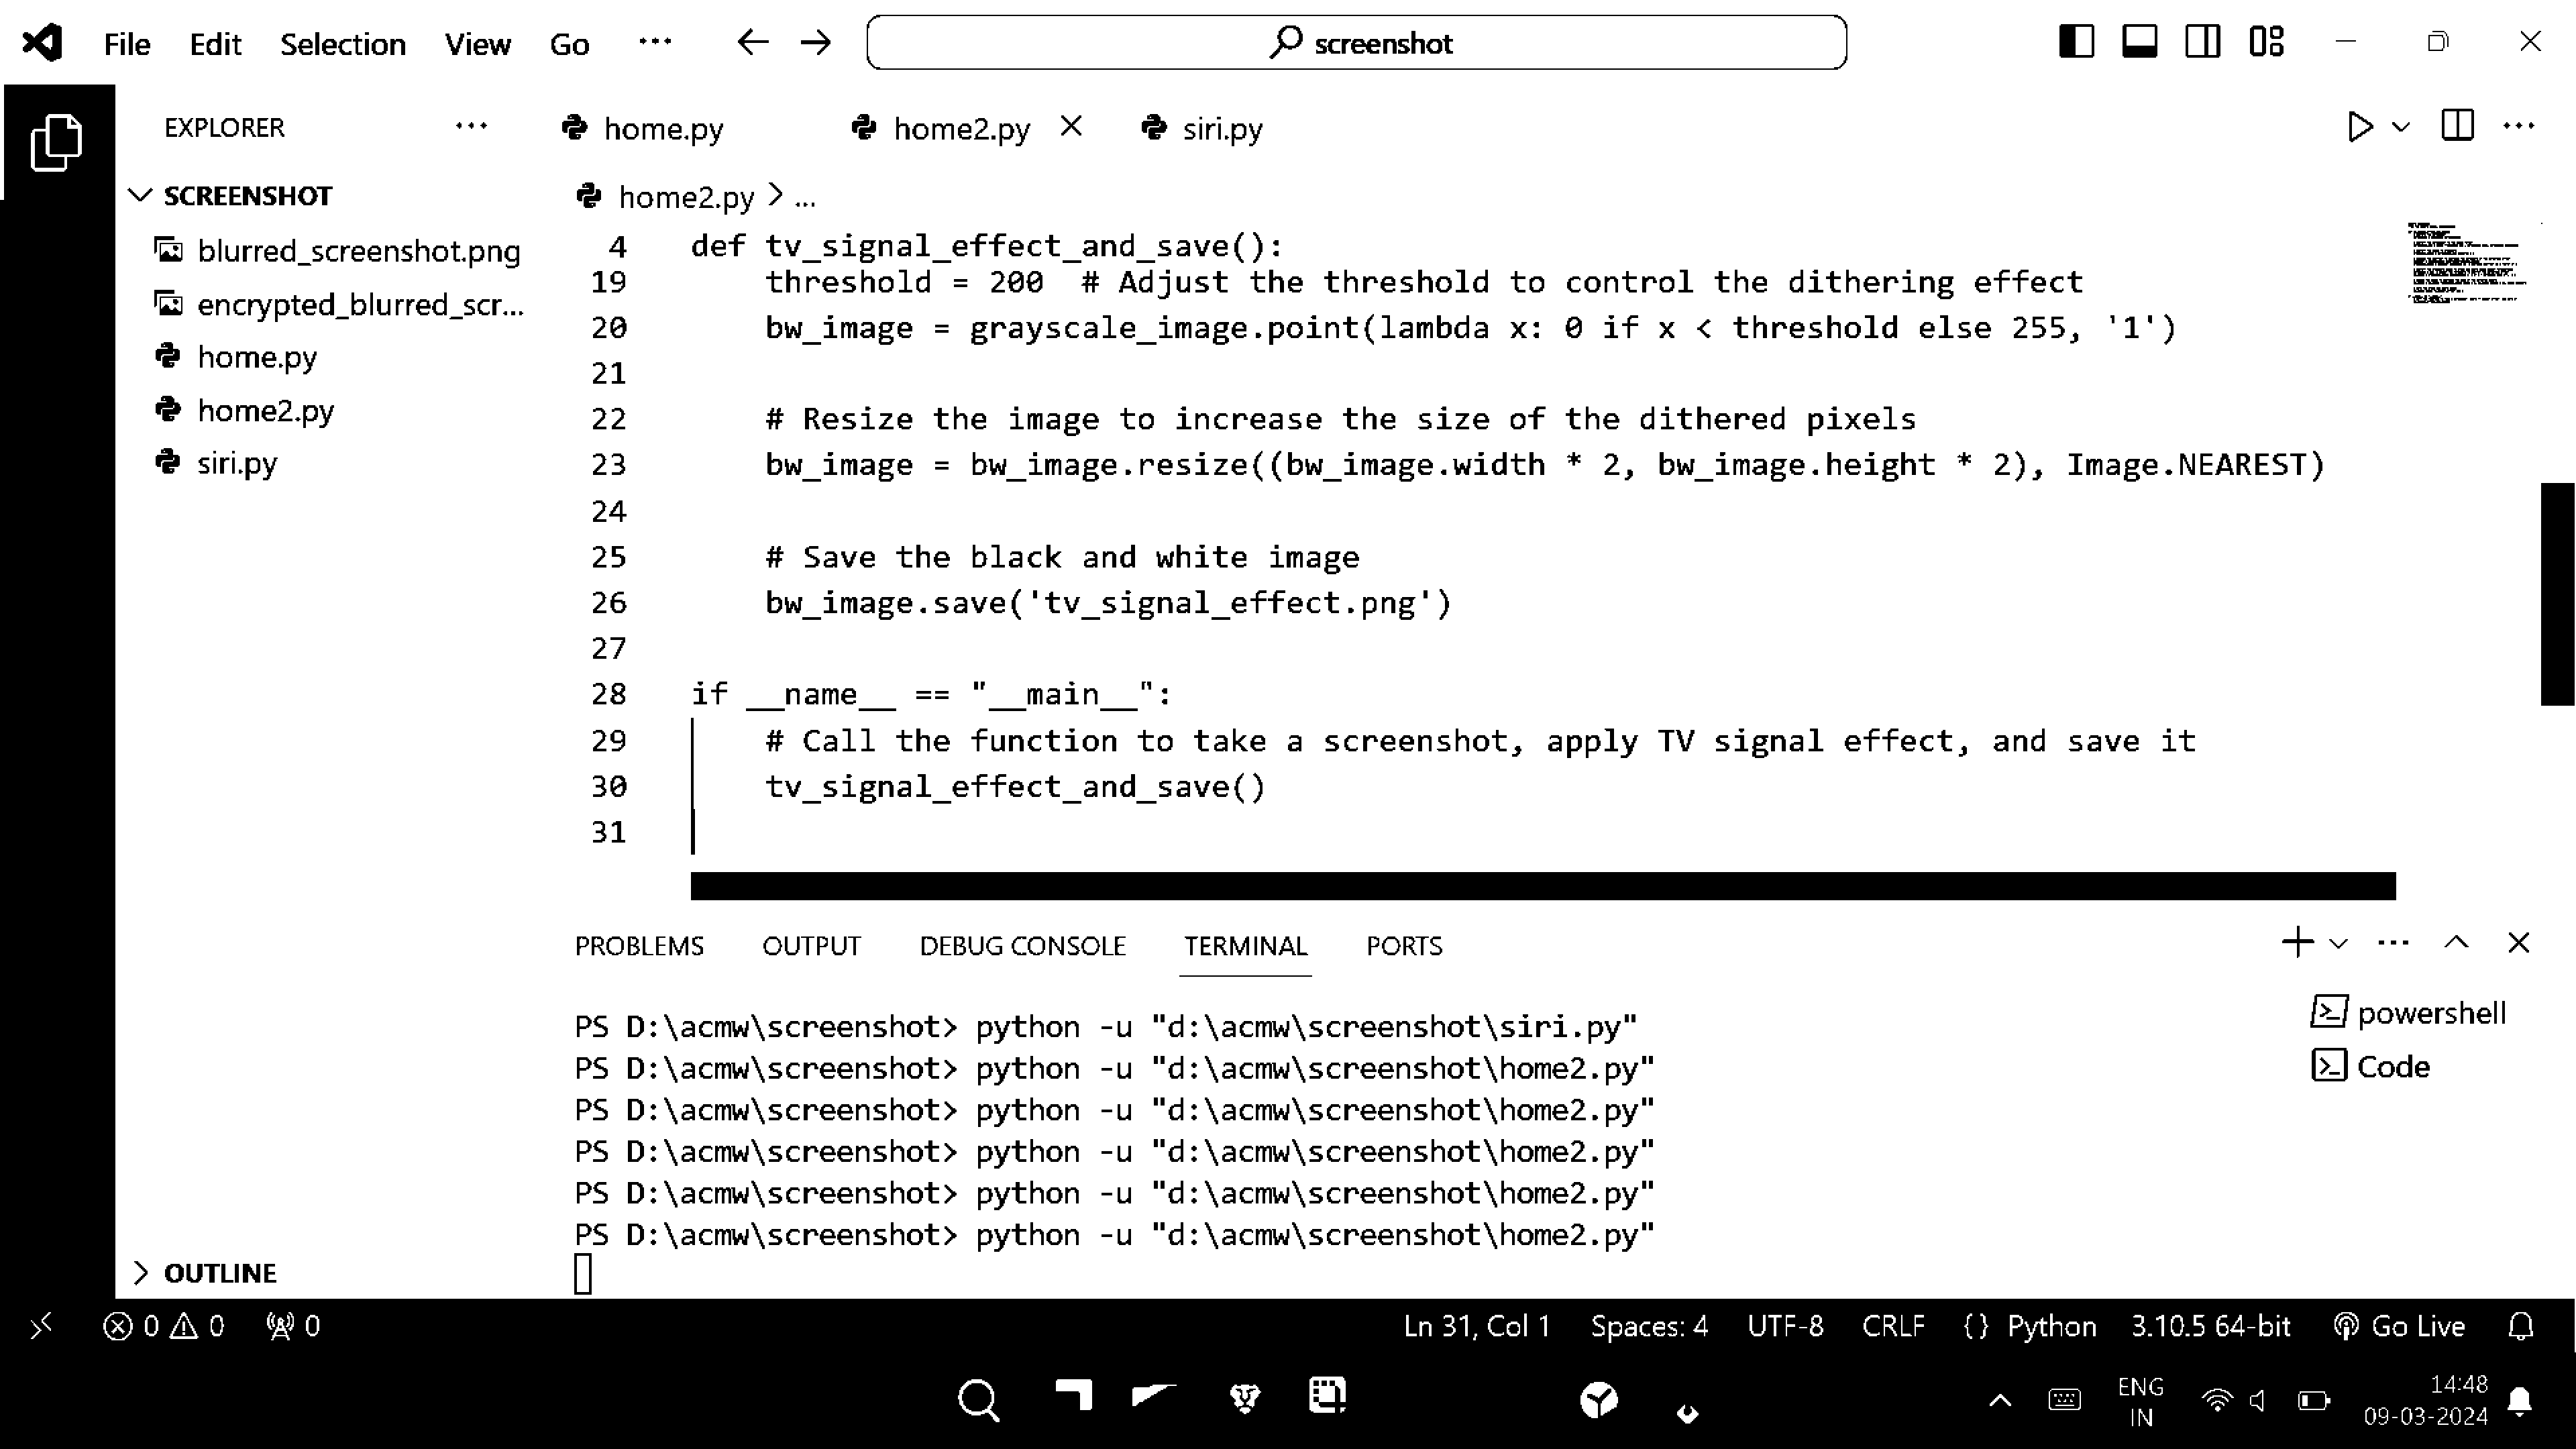 File Edit Selection View Go ...
screenshot
EXPLORER ...
home.py
home2.py
siri.py
...
SCREENSHOT
blurred_screenshot.png
encrypted_blurred_scr...
home.py
home2.py
siri.py
OUTLINE
home2.py > ...
4 def tv_signal_effect_and_save():
19 threshold = 200 # Adjust the threshold to control the dithering effect
20 bw_image = grayscale_image.point(lambda x: 0 if x < threshold else 255, '1')
21
22 # Resize the image to increase the size of the dithered pixels
23 bw_image = bw_image.resize((bw_image.width * 2, bw_image.height * 2), Image.NEAREST)
24
25 # Save the black and white image
26 bw_image.save('tv_signal_effect.png')
27
28 if __name__ == "__main__":
29 # Call the function to take a screenshot, apply TV signal effect, and save it
30 tv_signal_effect_and_save()
31
PROBLEMS OUTPUT DEBUG CONSOLE TERMINAL PORTS
PS D:\acmw\screenshot> python -u "d:\acmw\screenshot\siri.py"
PS D:\acmw\screenshot> python -u "d:\acmw\screenshot\home2.py"
PS D:\acmw\screenshot> python -u "d:\acmw\screenshot\home2.py"
PS D:\acmw\screenshot> python -u "d:\acmw\screenshot\home2.py"
PS D:\acmw\screenshot> python -u "d:\acmw\screenshot\home2.py"
PS D:\acmw\screenshot> python -u "d:\acmw\screenshot\home2.py"
powershell
Code
0 0 0 Ln 31, Col 1 Spaces: 4 UTF-8 CRLF {} Python 3.10.5 64-bit Go Live
ENG
IN
14:48
09-03-2024